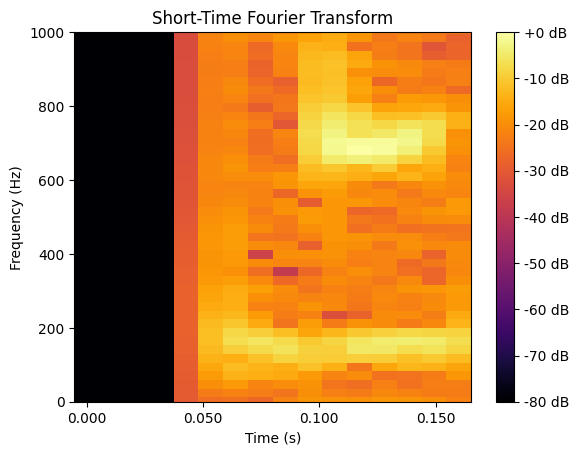 Short-Time Fourier Transform
1000
800
600
400
200
0
Frequency (Hz)
0.000
0.050
0.100
0.150
Time (s)
+0 dB
-10 dB
-20 dB
-30 dB
-40 dB
-50 dB
-60 dB
-70 dB
-80 dB